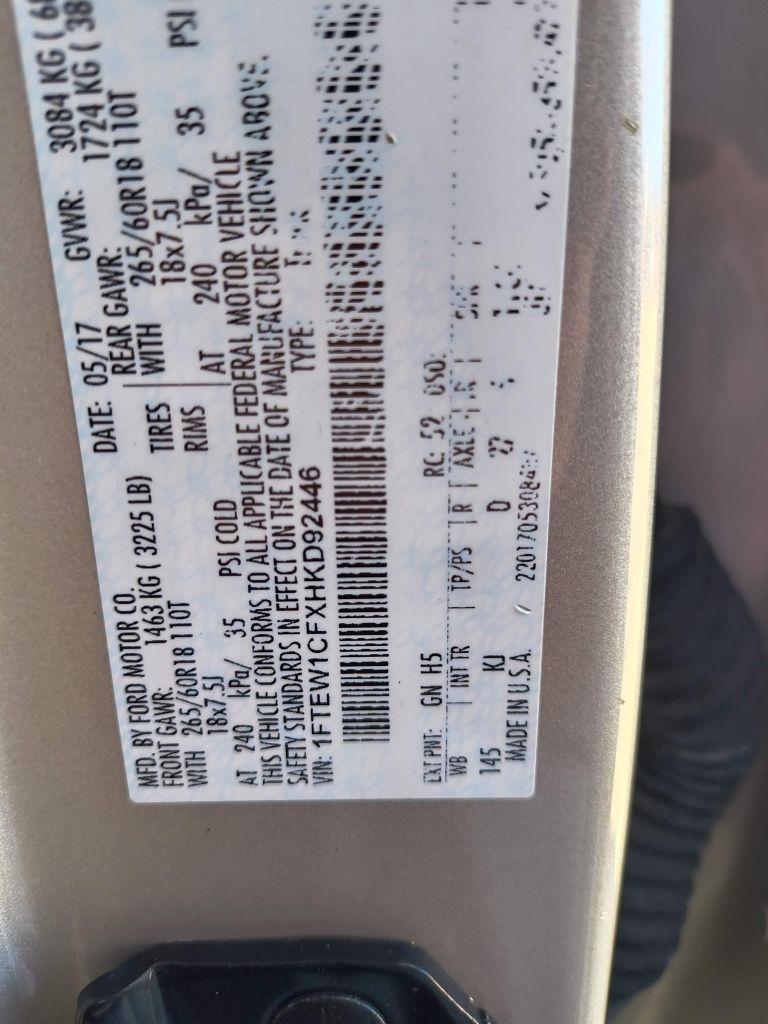 MFD. BY FORD MOTOR CO. DATE: 05/17 GVWR: 3084 KG (
FRONT GAWR: 1463 KG ( 3225 LB) REAR GAWR: 1724 KG (
WITH 265/60R18 110T TIRES WITH 265/60R18 110T
18x7.5J RIMS 18x7.5J
AT 240 kPa/ 35 PSI COLD AT 240 kPa/ 35 PSI
THIS VEHICLE CONFORMS TO ALL APPLICABLE FEDERAL MOTOR VEHICLE
SAFETY STANDARDS IN EFFECT ON THE DATE OF MANUFACTURE SHOWN ABOVE.
VIN: 1FTEW1CFXHKD92446 TYPE:
EXT PNT: GN H5 RC: 52 DSO:
WB INT TR TP/PS R AXLE
145 KJ D 27
MADE IN U.S.A.